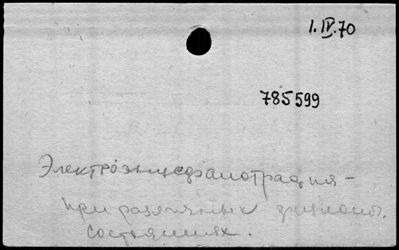 1.IV.70
785599
Электроэнцефалография -
при различных
состояниях.